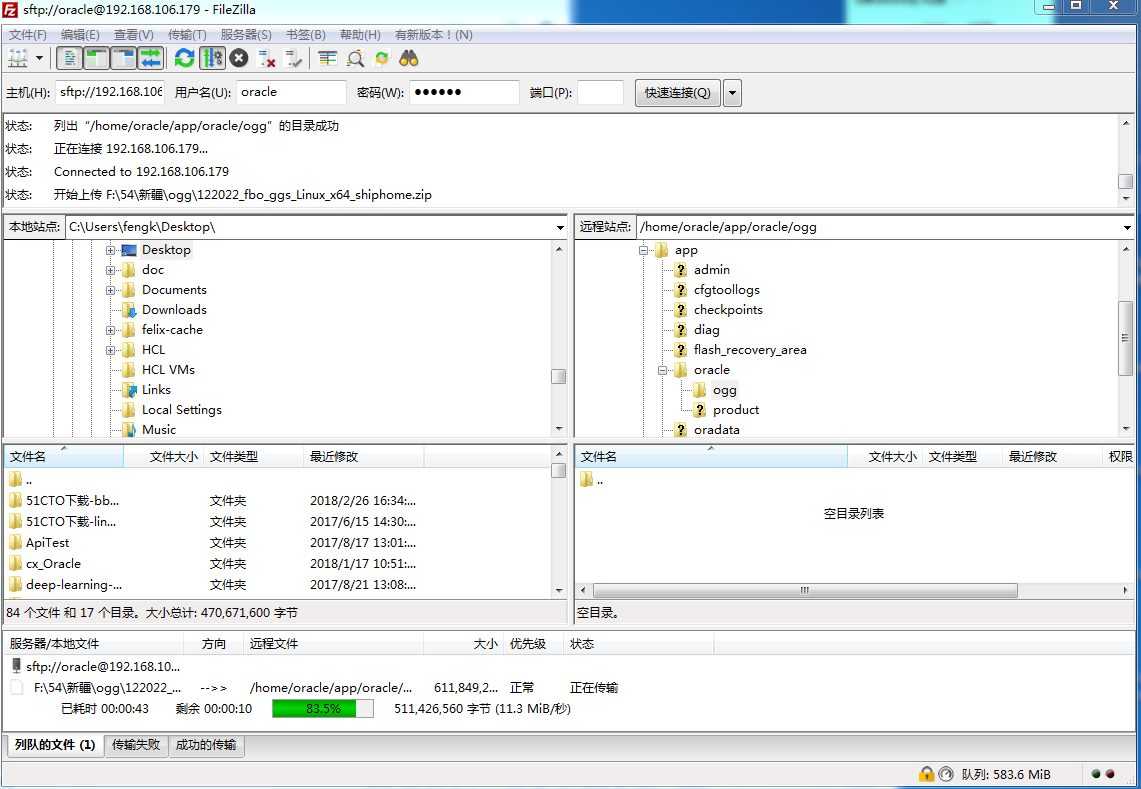 sftp://oracle@192.168.106.179 - FileZilla
文件(F) 编辑(E) 查看(V) 传输(T) 服务器(S) 书签(B) 帮助(H) 有新版本！(N)
主机(H): sftp://192.168.106 用户名(U): oracle 密码(W): ●●●●●● 端口(P): 快速连接(Q)
状态: 列出“/home/oracle/app/oracle/ogg”的目录成功
状态: 正在连接 192.168.106.179...
状态: Connected to 192.168.106.179
状态: 开始上传 F:\54\新疆\ogg\122022_fbo_ggs_Linux_x64_shiphome.zip
本地站点: C:\Users\fengk\Desktop\
Desktop
doc
Documents
Downloads
felix-cache
HCL
HCL VMs
Links
Local Settings
Music
远程站点: /home/oracle/app/oracle/ogg
app
admin
cfgtoollogs
checkpoints
diag
flash_recovery_area
oracle
ogg
product
oradata
文件名 文件大小 文件类型 最近修改
..
51CTO下载-bb... 文件夹 2018/2/26 16:34:...
51CTO下载-lin... 文件夹 2017/6/15 14:30:...
ApiTest 文件夹 2017/8/17 13:01:...
cx_Oracle 文件夹 2018/1/17 10:51:...
deep-learning-... 文件夹 2017/8/21 13:08:...
84 个文件 和 17 个目录。大小总计: 470,671,600 字节
文件名 文件大小 文件类型 最近修改 权限
..
空目录列表
空目录。
服务器/本地文件 方向 远程文件 大小 优先级 状态
sftp://oracle@192.168.10...
F:\54\新疆\ogg\122022_... -->> /home/oracle/app/oracle/... 611,849,2... 正常 正在传输
已耗时 00:00:43 剩余 00:00:10 83.5% 511,426,560 字节 (11.3 MiB/秒)
列队的文件 (1) 传输失败 成功的传输
队列: 583.6 MiB